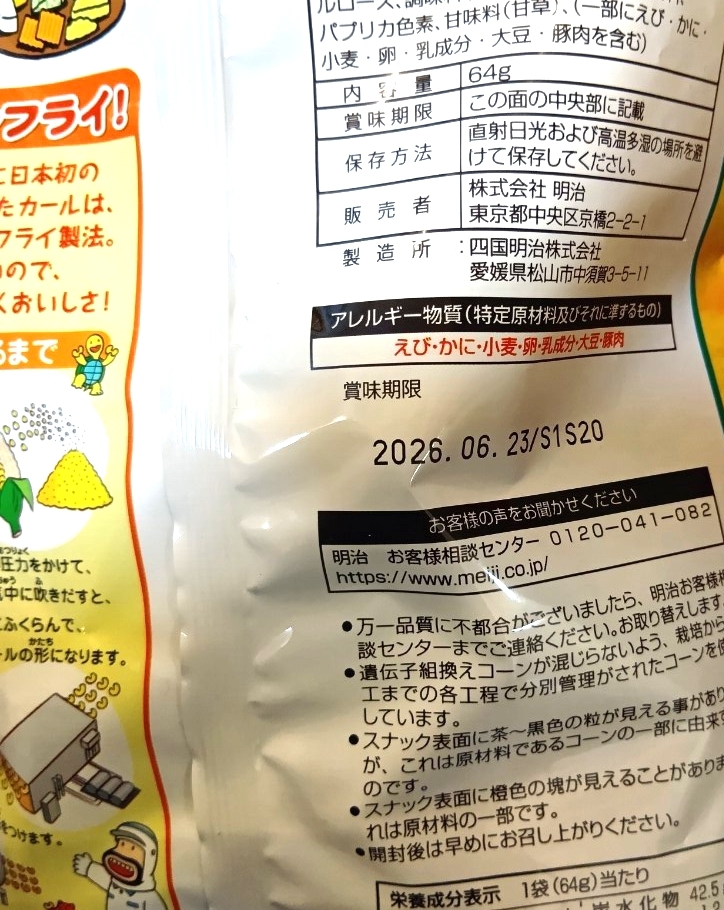 フライ!
に日本初の
たカールは、
フライ製法。
ので、
くおいしさ!
るまで
圧力をかけて、
中に吹きだすと、
ふくらんで、
かたち
ールの形になります。
をつけます。
パプリカ色素、甘味料(甘草)、(一部にえび・かに・
小麦・卵・乳成分・大豆・豚肉を含む)
内容量 64g
賞味期限 この面の中央部に記載
保存方法 直射日光および高温多湿の場所を避
けて保存してください。
販売者 株式会社 明治
東京都中央区京橋2-2-1
製造所 :四国明治株式会社
愛媛県松山市中須賀3-5-11
アレルギー物質(特定原材料及びそれに準ずるもの)
えび・かに・小麦・卵・乳成分・大豆・豚肉
賞味期限
2026.06.23/S1S20
お客様の声をお聞かせください
明治 お客様相談センター 0120-041-082
https://www.meiji.co.jp/
●万一品質に不都合がございましたら、明治お客様相
談センターまでご連絡ください。お取り替えします。
●遺伝子組換えコーンが混じらないよう、栽培から
工までの各工程で分別管理がされたコーンを使
しています。
●スナック表面に茶〜黒色の粒が見える事があり
が、これは原材料であるコーンの一部に由来す
のです。
●スナック表面に橙色の塊が見えることがありま
れは原材料の一部です。
●開封後は早めにお召し上がりください。
栄養成分表示 1袋(64g)当たり
炭水化物 42.5